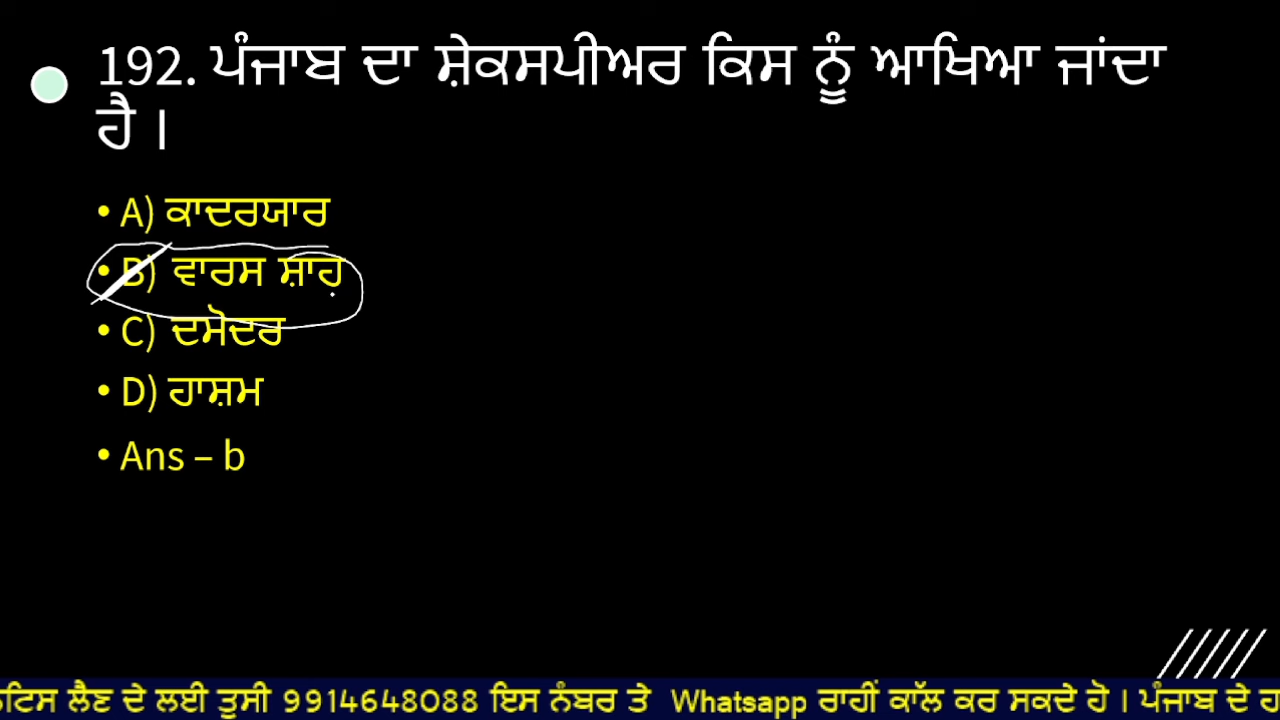 192. ਪੰਜਾਬ ਦਾ ਸ਼ੇਕਸਪੀਅਰ ਕਿਸ ਨੂੰ ਆਖਿਆ ਜਾਂਦਾ
ਹੈ ।
• A) ਕਾਦਰਯਾਰ
• B) ਵਾਰਸ ਸ਼ਾਹ
• C) ਦਮੋਦਰ
• D) ਹਾਸ਼ਮ
• Ans – b
ਲੈਣ ਦੇ ਲਈ ਤੁਸੀ 9914648088 ਇਸ ਨੰਬਰ ਤੇ Whatsapp ਰਾਹੀਂ ਕਾੱਲ ਕਰ ਸਕਦੇ ਹੋ । ਪੰਜਾਬ ਦੇ